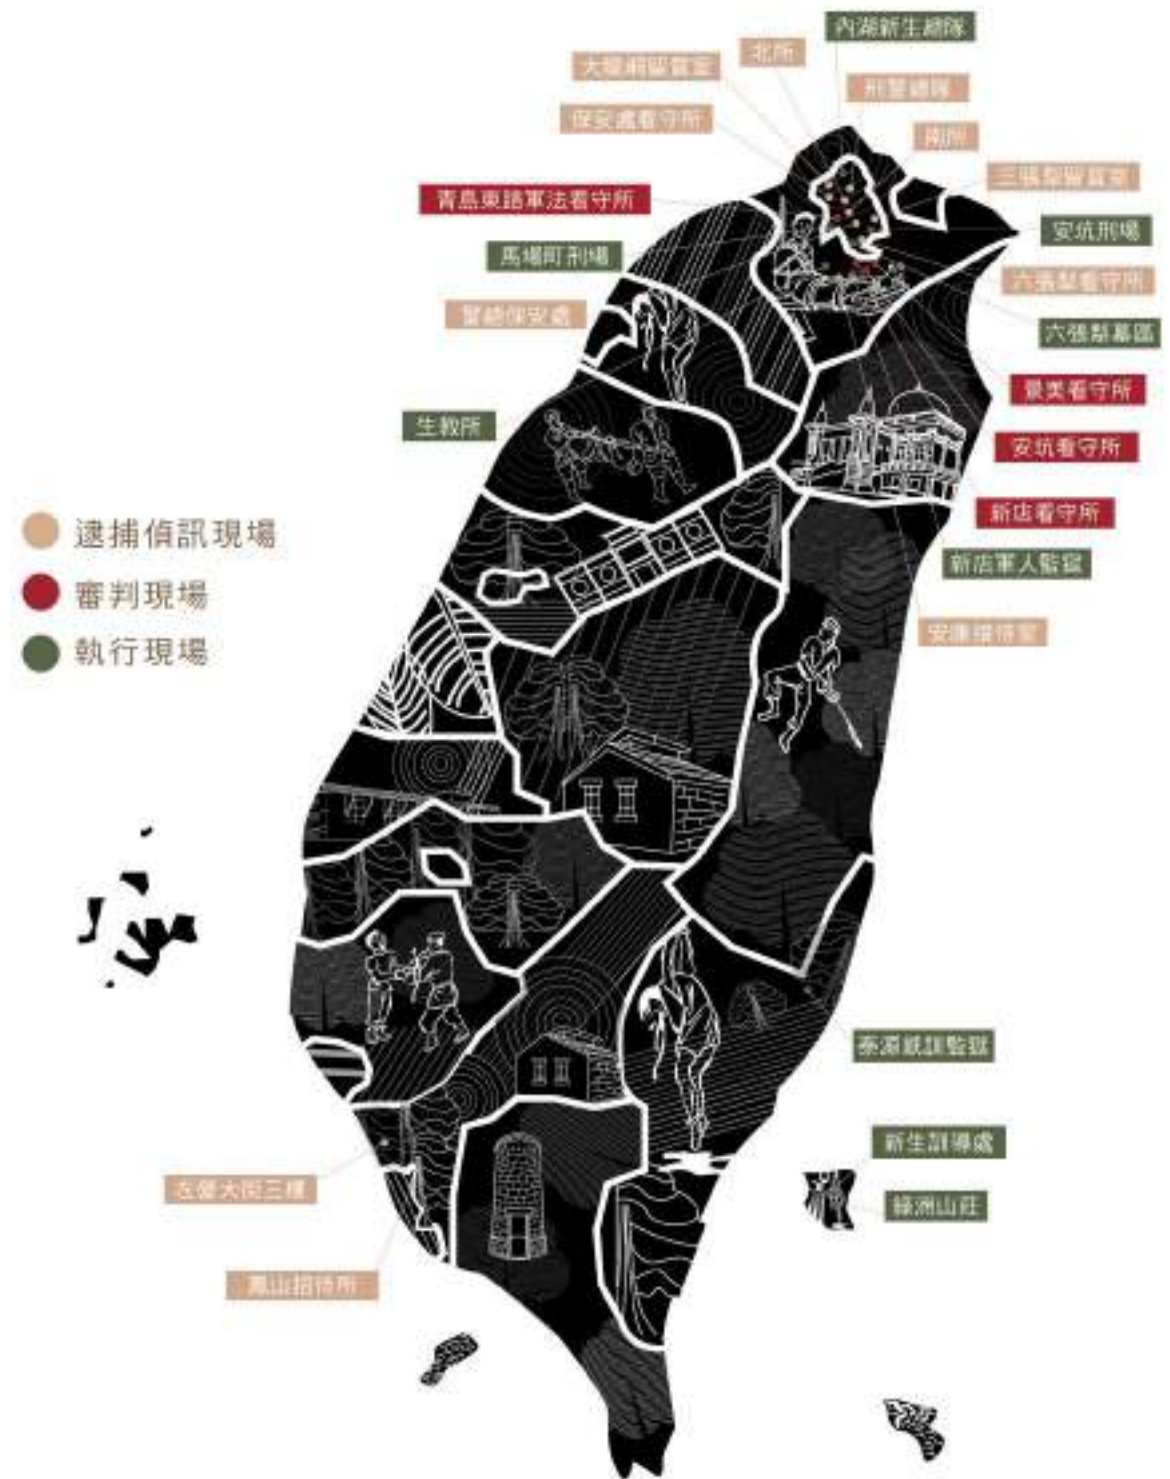 內湖新生總隊
北所
大龍峒留置室
刑警總隊
保安處看守所
南所
三張犁留置室
青島東路軍法看守所
安坑刑場
馬場町刑場
六張犁看守所
警總保安處
六張犁墓區
景美看守所
生教所
安坑看守所
新店看守所
逮捕偵訊現場
新店軍人監獄
審判現場
安康接待室
執行現場
泰源感訓監獄
新生訓導處
左營大街三樓
綠洲山莊
鳳山招待所